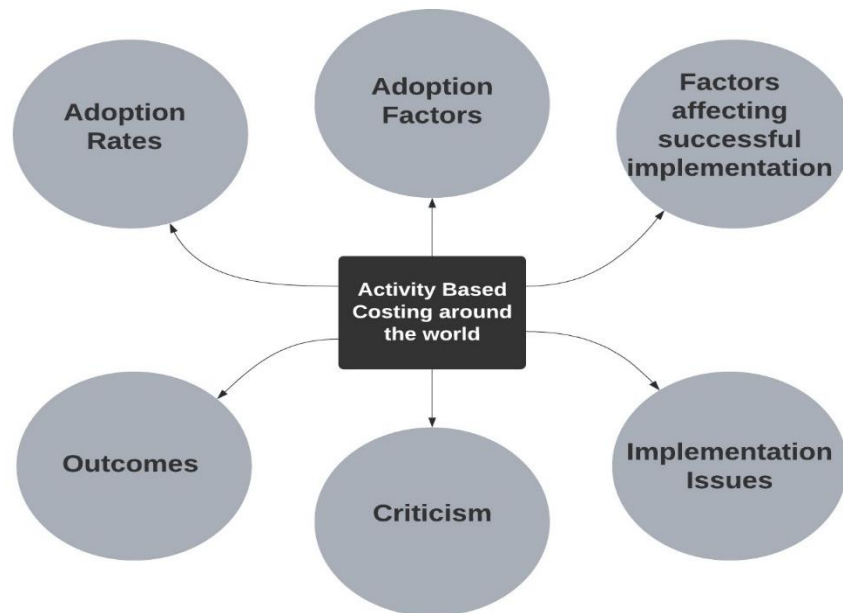 Adoption
Rates
Adoption
Factors
Factors
affecting
successful
implementation
Activity Based
Costing around
the world
Outcomes
Criticism
Implementation
Issues